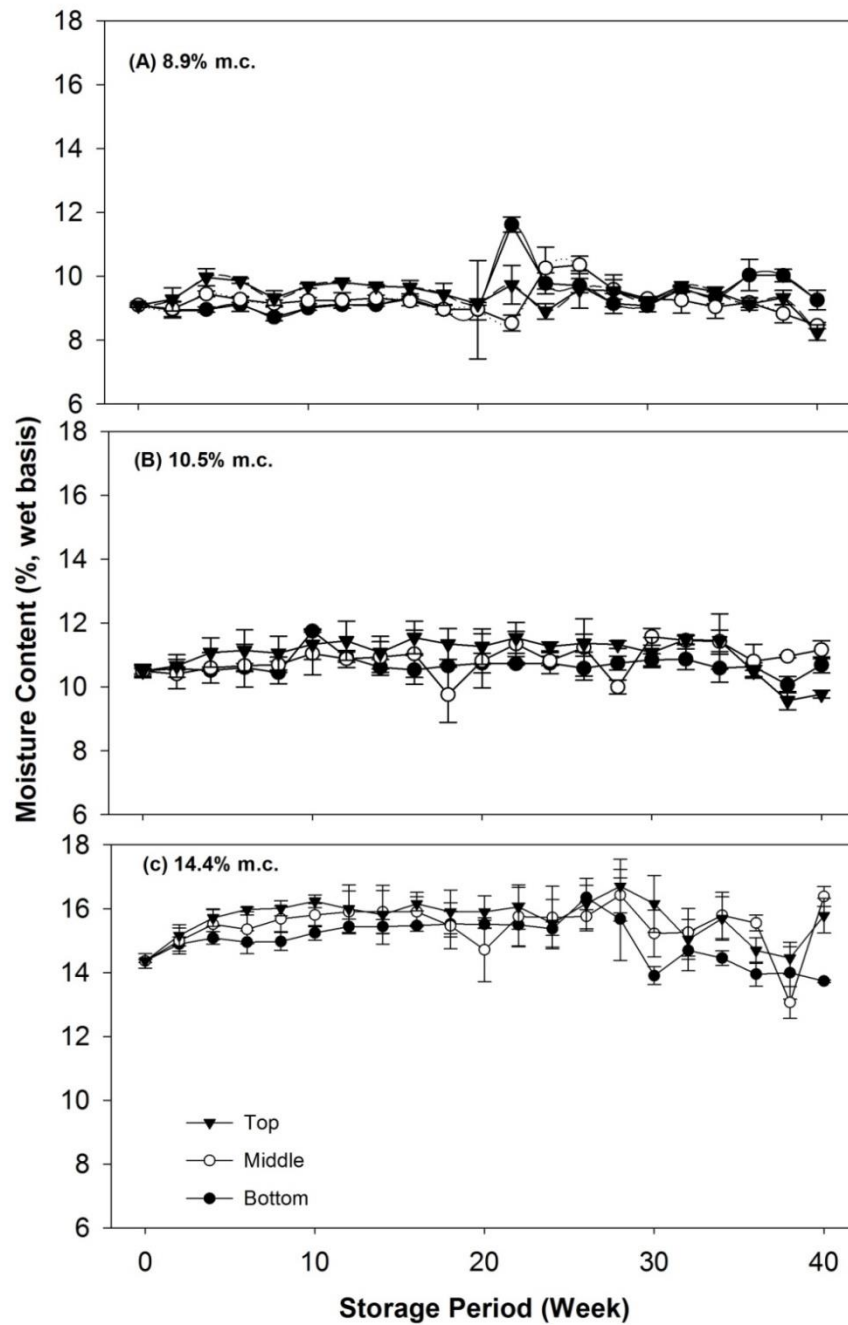 18
(A) 8.9% m.c.
16
14
12
10
8
6
18
(B) 10.5% m.c.
16
14
12
10
8
6
Moisture Content (%, wet basis)
18
(c) 14.4% m.c.
16
14
12
10
8
6
Top
Middle
Bottom
0 10 20 30 40
Storage Period (Week)